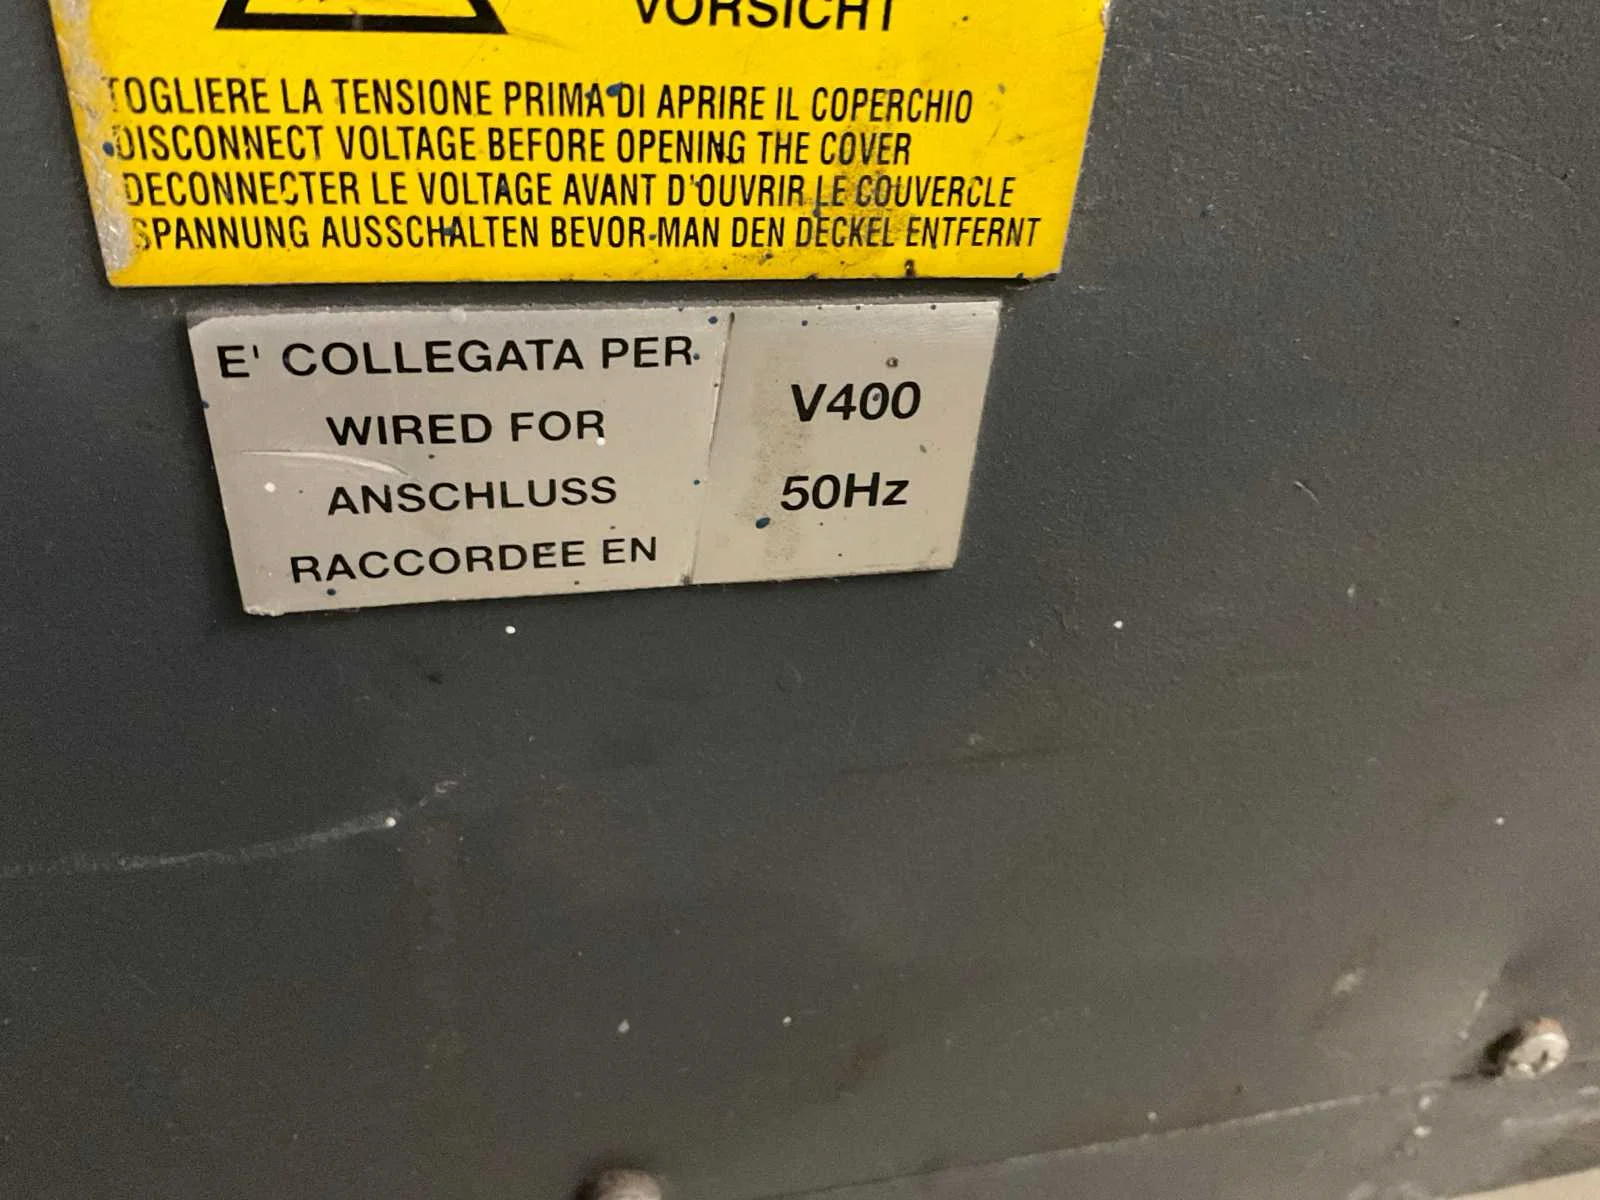 VORSICHT
TOGLIERE LA TENSIONE PRIMA DI APRIRE IL COPERCHIO
DISCONNECT VOLTAGE BEFORE OPENING THE COVER
DECONNECTER LE VOLTAGE AVANT D'OUVRIR LE COUVERCLE
SPANNUNG AUSSCHALTEN BEVOR MAN DEN DECKEL ENTFERNT
E' COLLEGATA PER
WIRED FOR
ANSCHLUSS
RACCORDEE EN
V400
50Hz